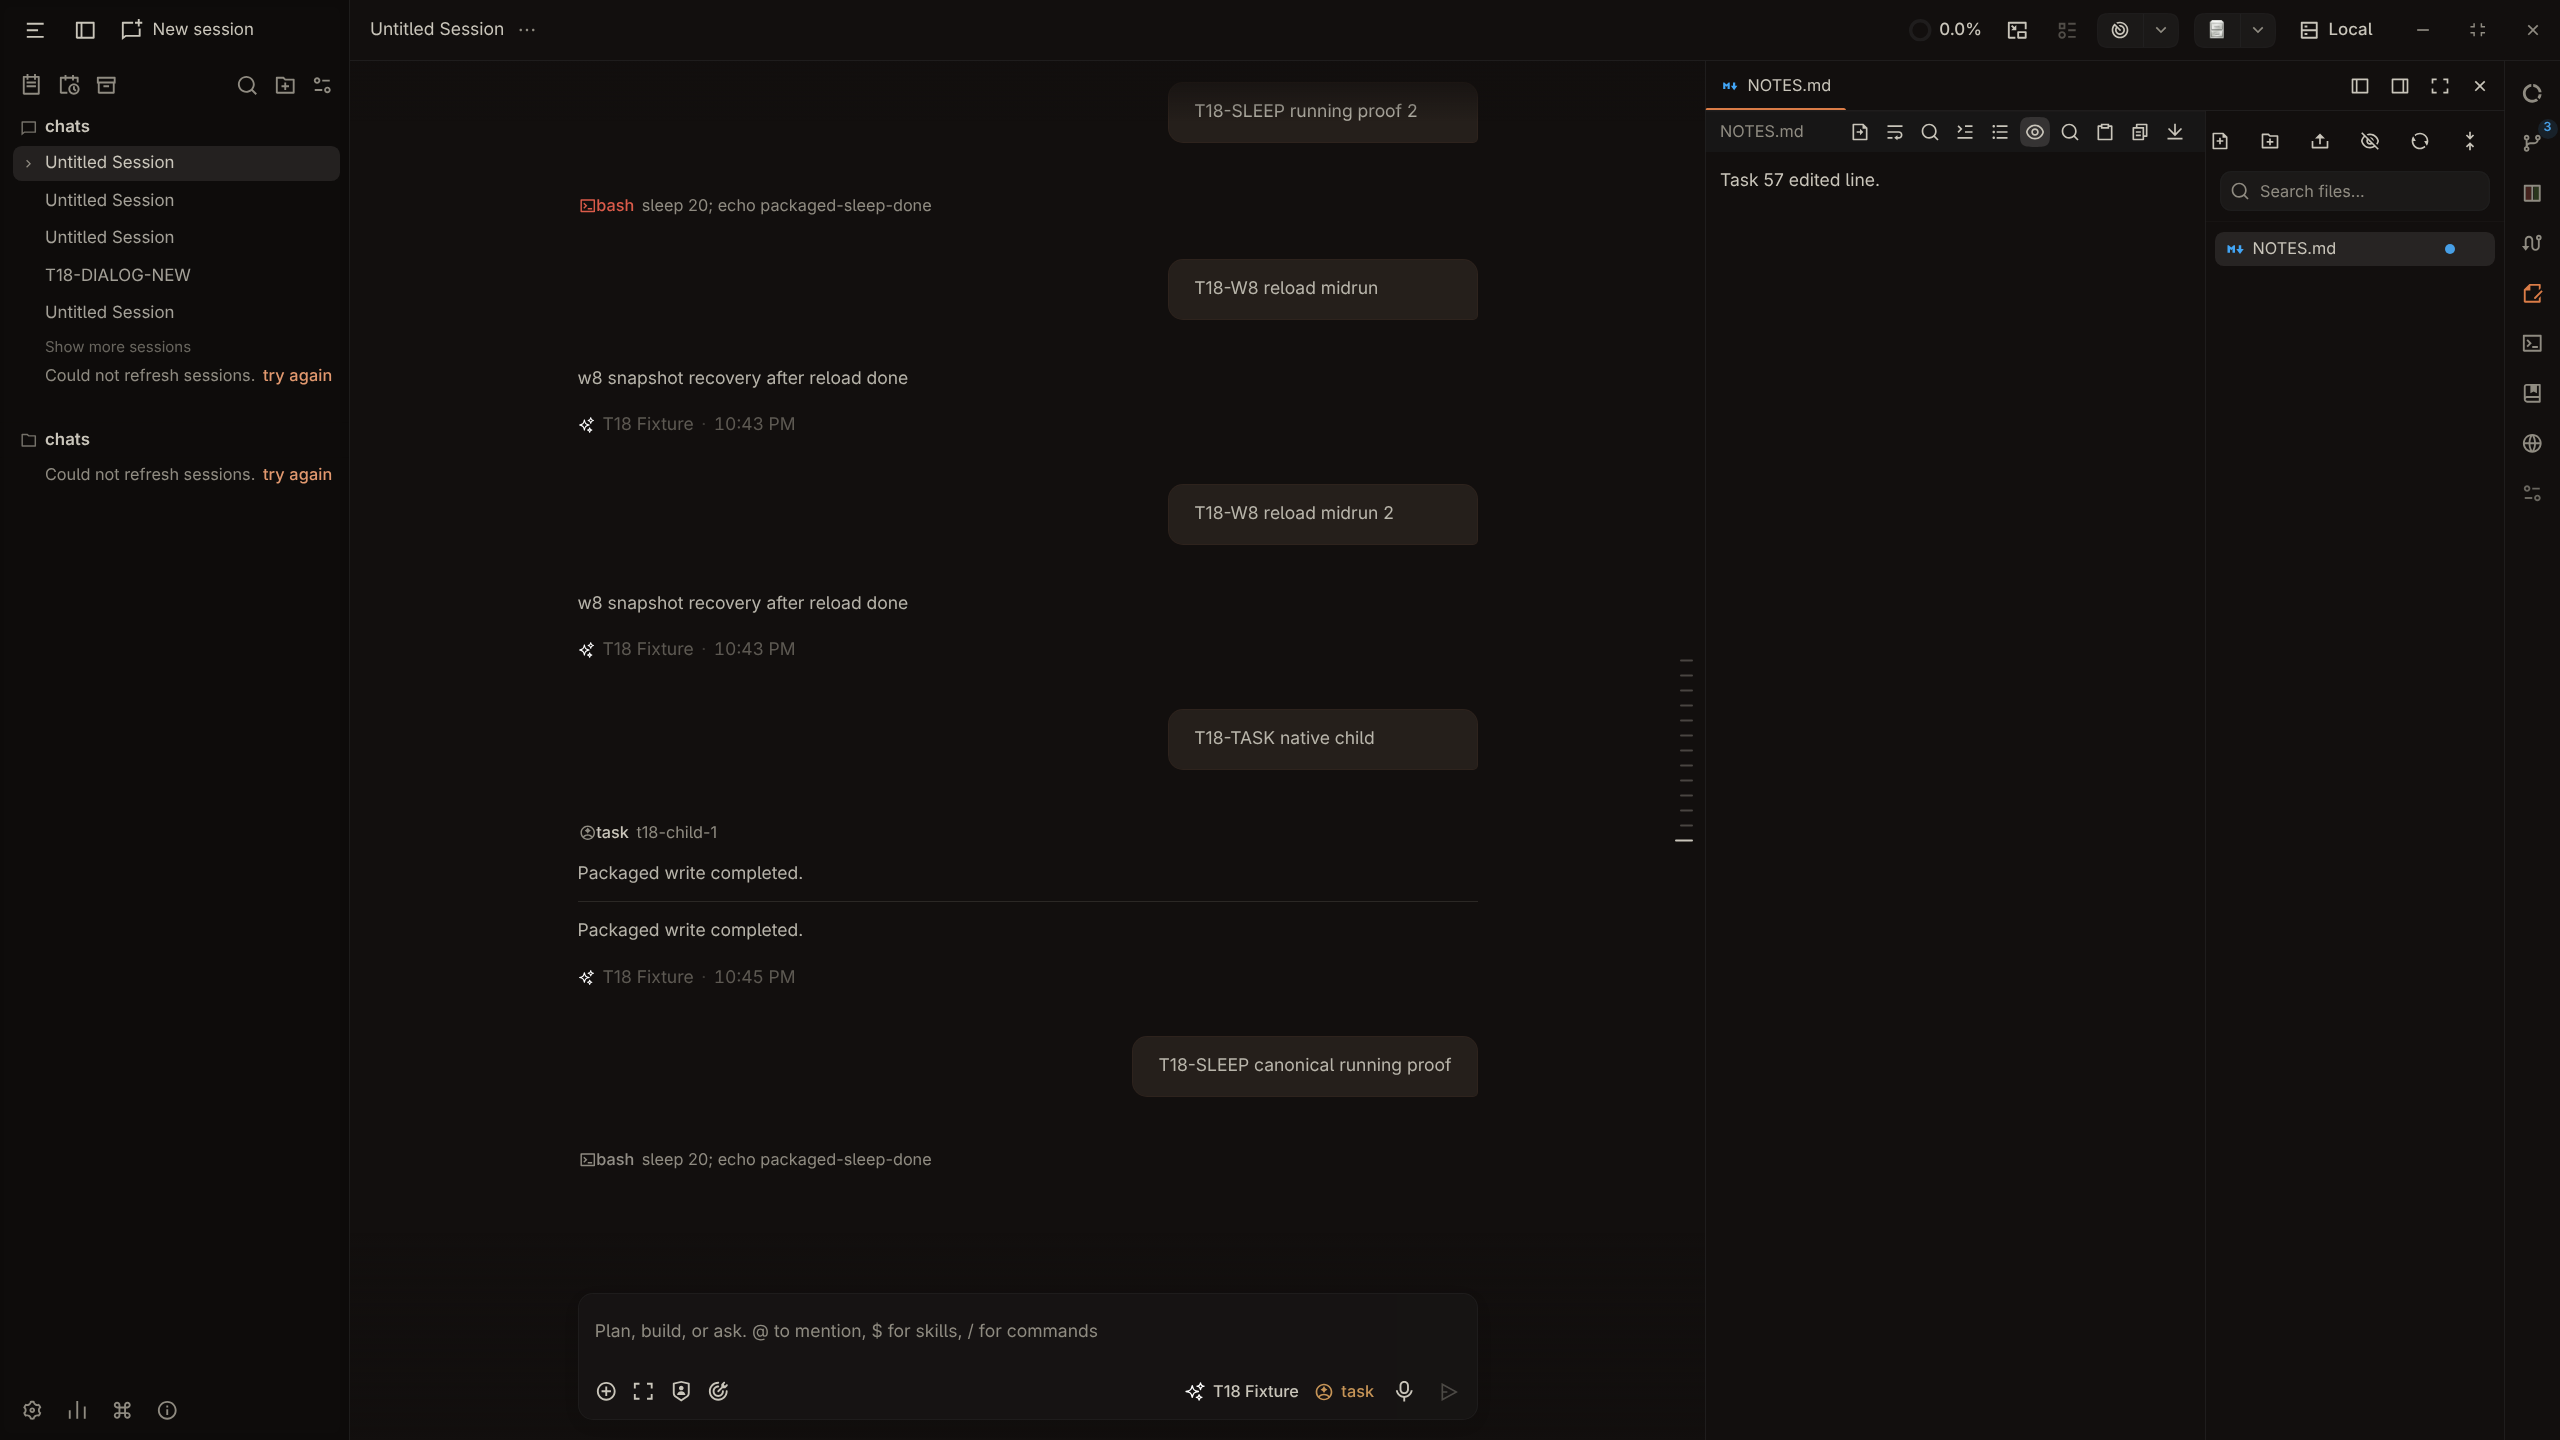 New session
Untitled Session
0.0%
Local
chats
Untitled Session
Untitled Session
Untitled Session
T18-DIALOG-NEW
Untitled Session
Show more sessions
Could not refresh sessions. try again
chats
Could not refresh sessions. try again
T18-SLEEP running proof 2
bash sleep 20; echo packaged-sleep-done
T18-W8 reload midrun
w8 snapshot recovery after reload done
T18 Fixture · 10:43 PM
T18-W8 reload midrun 2
w8 snapshot recovery after reload done
T18 Fixture · 10:43 PM
T18-TASK native child
task t18-child-1
Packaged write completed.
Packaged write completed.
T18 Fixture · 10:45 PM
T18-SLEEP canonical running proof
bash sleep 20; echo packaged-sleep-done
Plan, build, or ask. @ to mention, $ for skills, / for commands
T18 Fixture
task
NOTES.md
NOTES.md
Task 57 edited line.
Search files...
NOTES.md
3